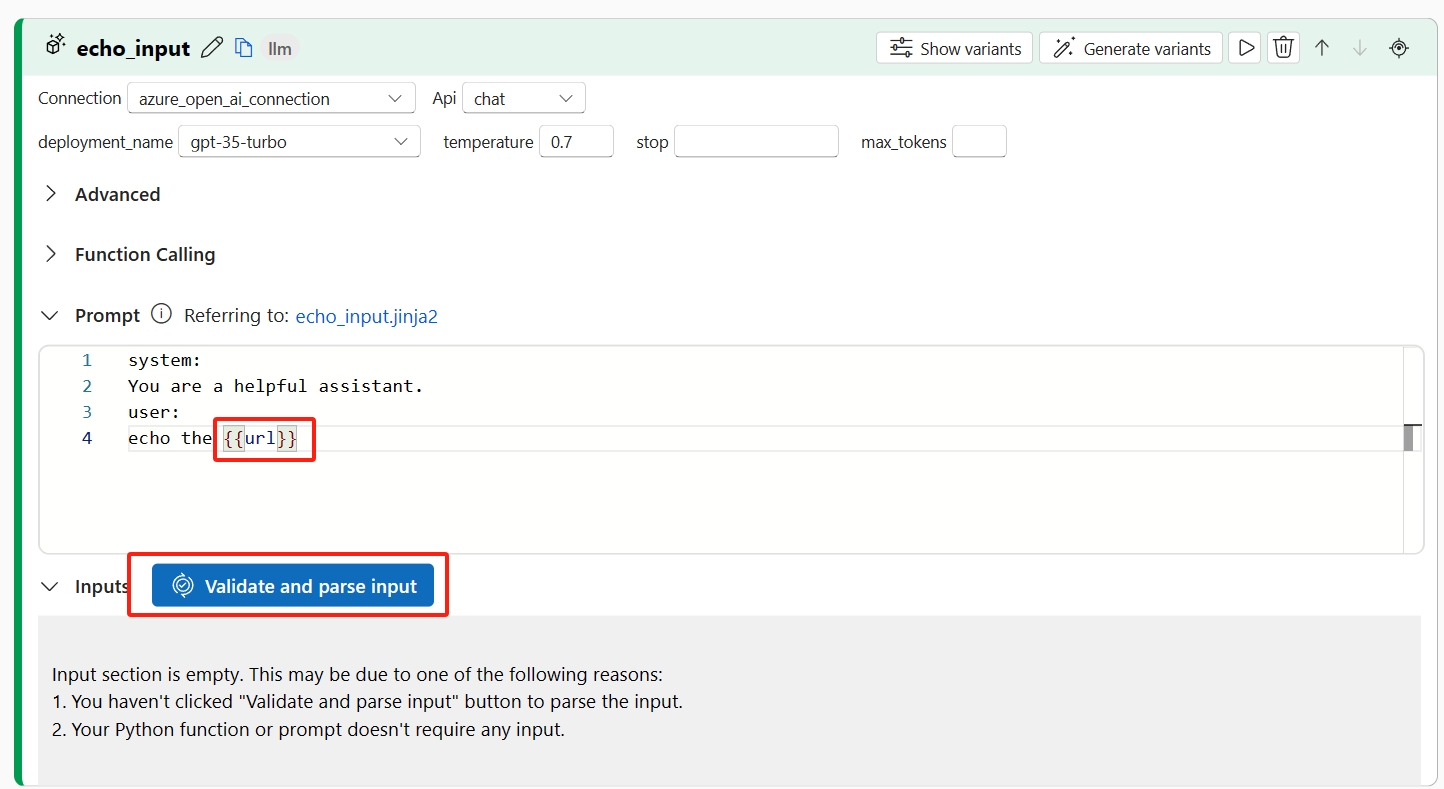 echo_input llm Show variants Generate variants
Connection azure_open_ai_connection Api chat
deployment_name gpt-35-turbo temperature 0.7 stop max_tokens
Advanced
Function Calling
Prompt Referring to: echo_input.jinja2
1 system:
2 You are a helpful assistant.
3 user:
4 echo the {{url}}
Inputs Validate and parse input
Input section is empty. This may be due to one of the following reasons:
1. You haven't clicked "Validate and parse input" button to parse the input.
2. Your Python function or prompt doesn't require any input.